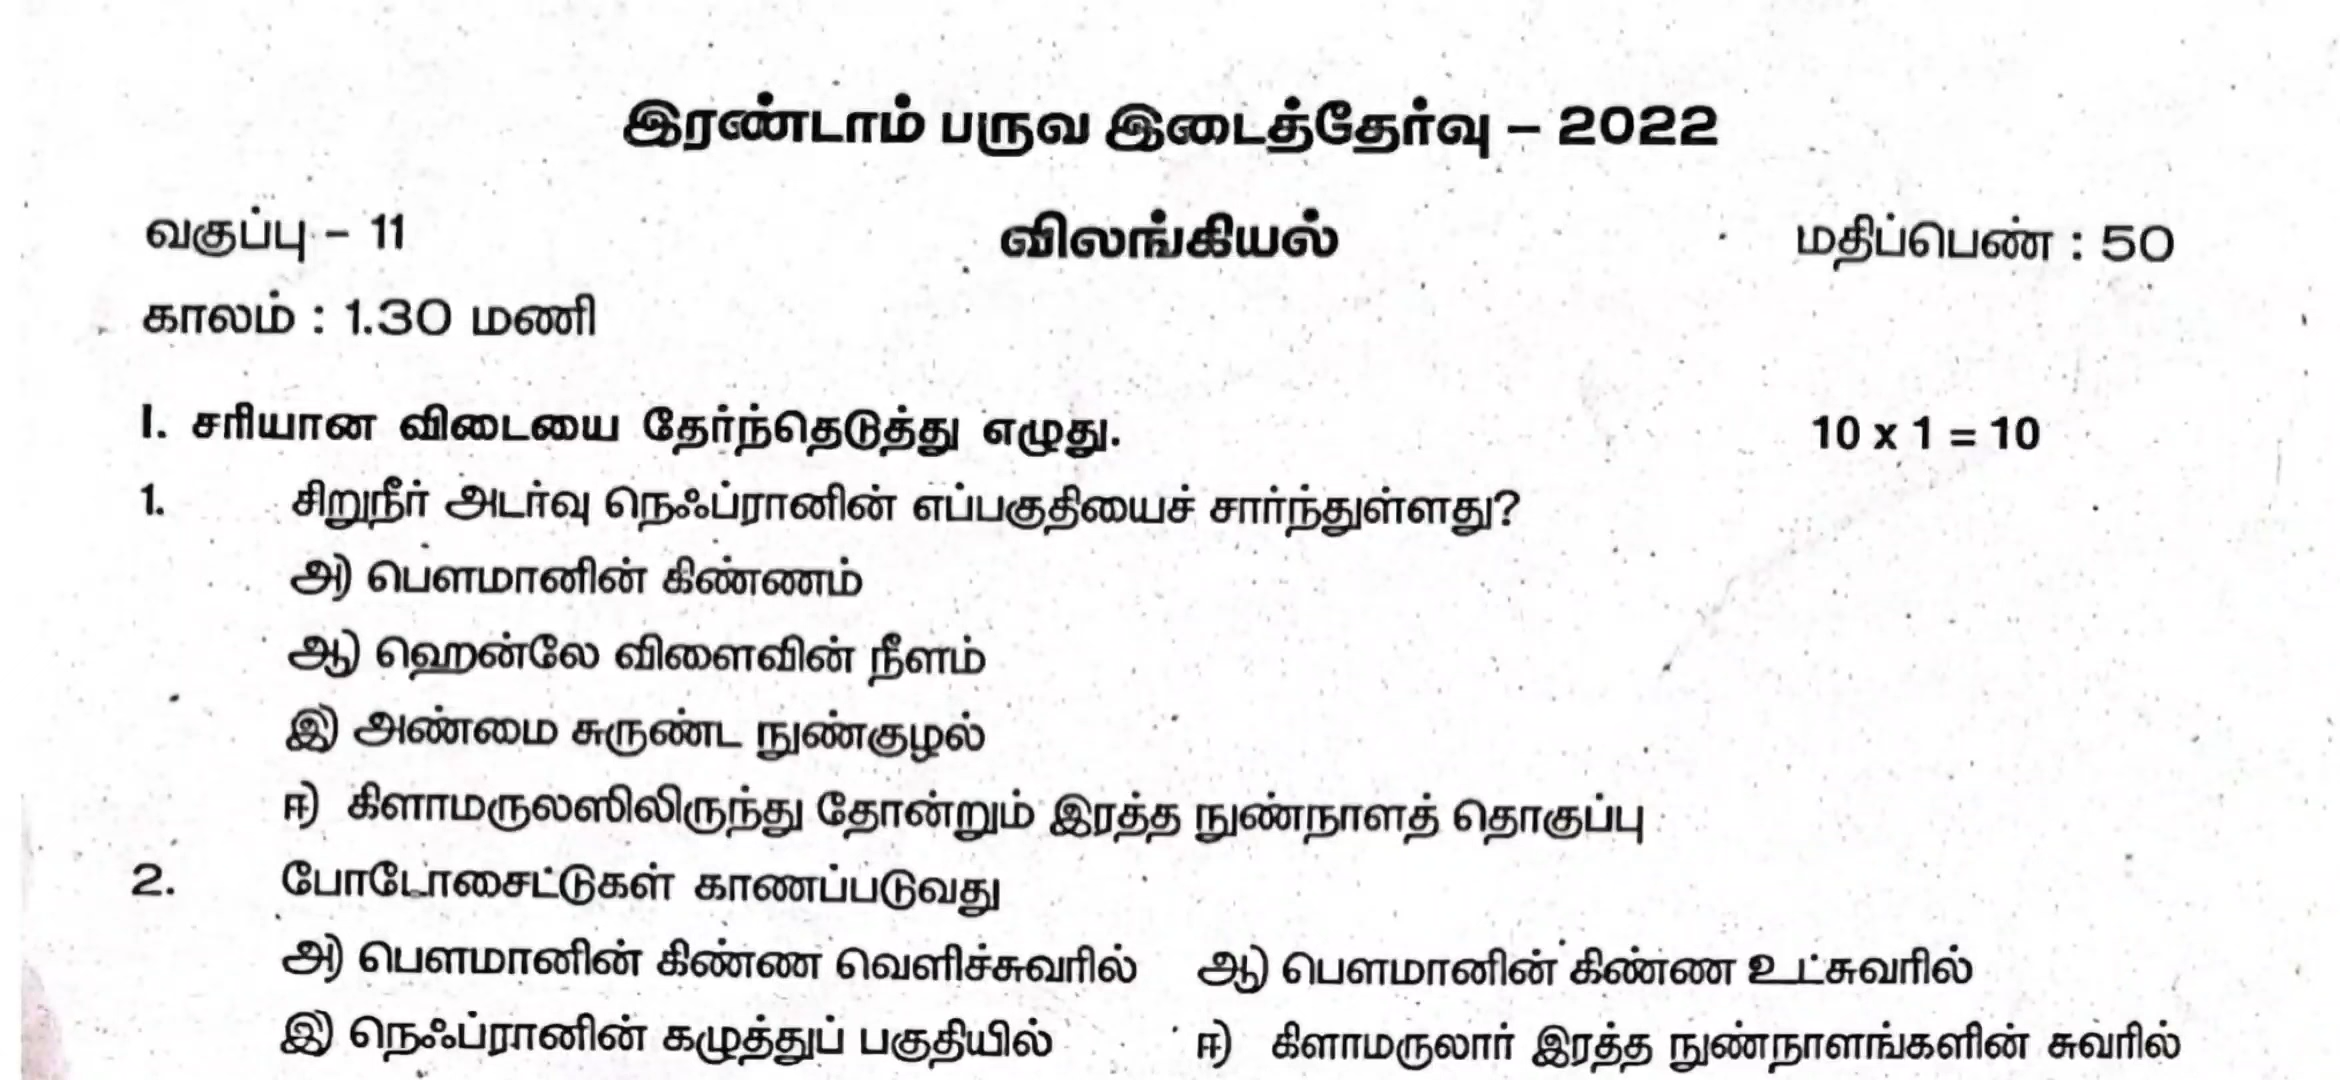 இரண்டாம் பருவ இடைத்தேர்வு – 2022
வகுப்பு – 11 விலங்கியல் மதிப்பெண் : 50
காலம் : 1.30 மணி
I. சரியான விடையை தேர்ந்தெடுத்து எழுது. 10 x 1 = 10
1. சிறுநீர் அடர்வு நெஃப்ரானின் எப்பகுதியைச் சார்ந்துள்ளது?
அ) பௌமானின் கிண்ணம்
ஆ) ஹென்லே விளைவின் நீளம்
இ) அண்மை சுருண்ட நுண்குழல்
ஈ) கிளாமருலஸிலிருந்து தோன்றும் இரத்த நுண்நாளத் தொகுப்பு
2. போடோசைட்டுகள் காணப்படுவது
அ) பௌமானின் கிண்ண வெளிச்சுவரில் ஆ) பௌமானின் கிண்ண உட்சுவரில்
இ) நெஃப்ரானின் கழுத்துப் பகுதியில் ஈ) கிளாமருலார் இரத்த நுண்நாளங்களின் சுவரில்